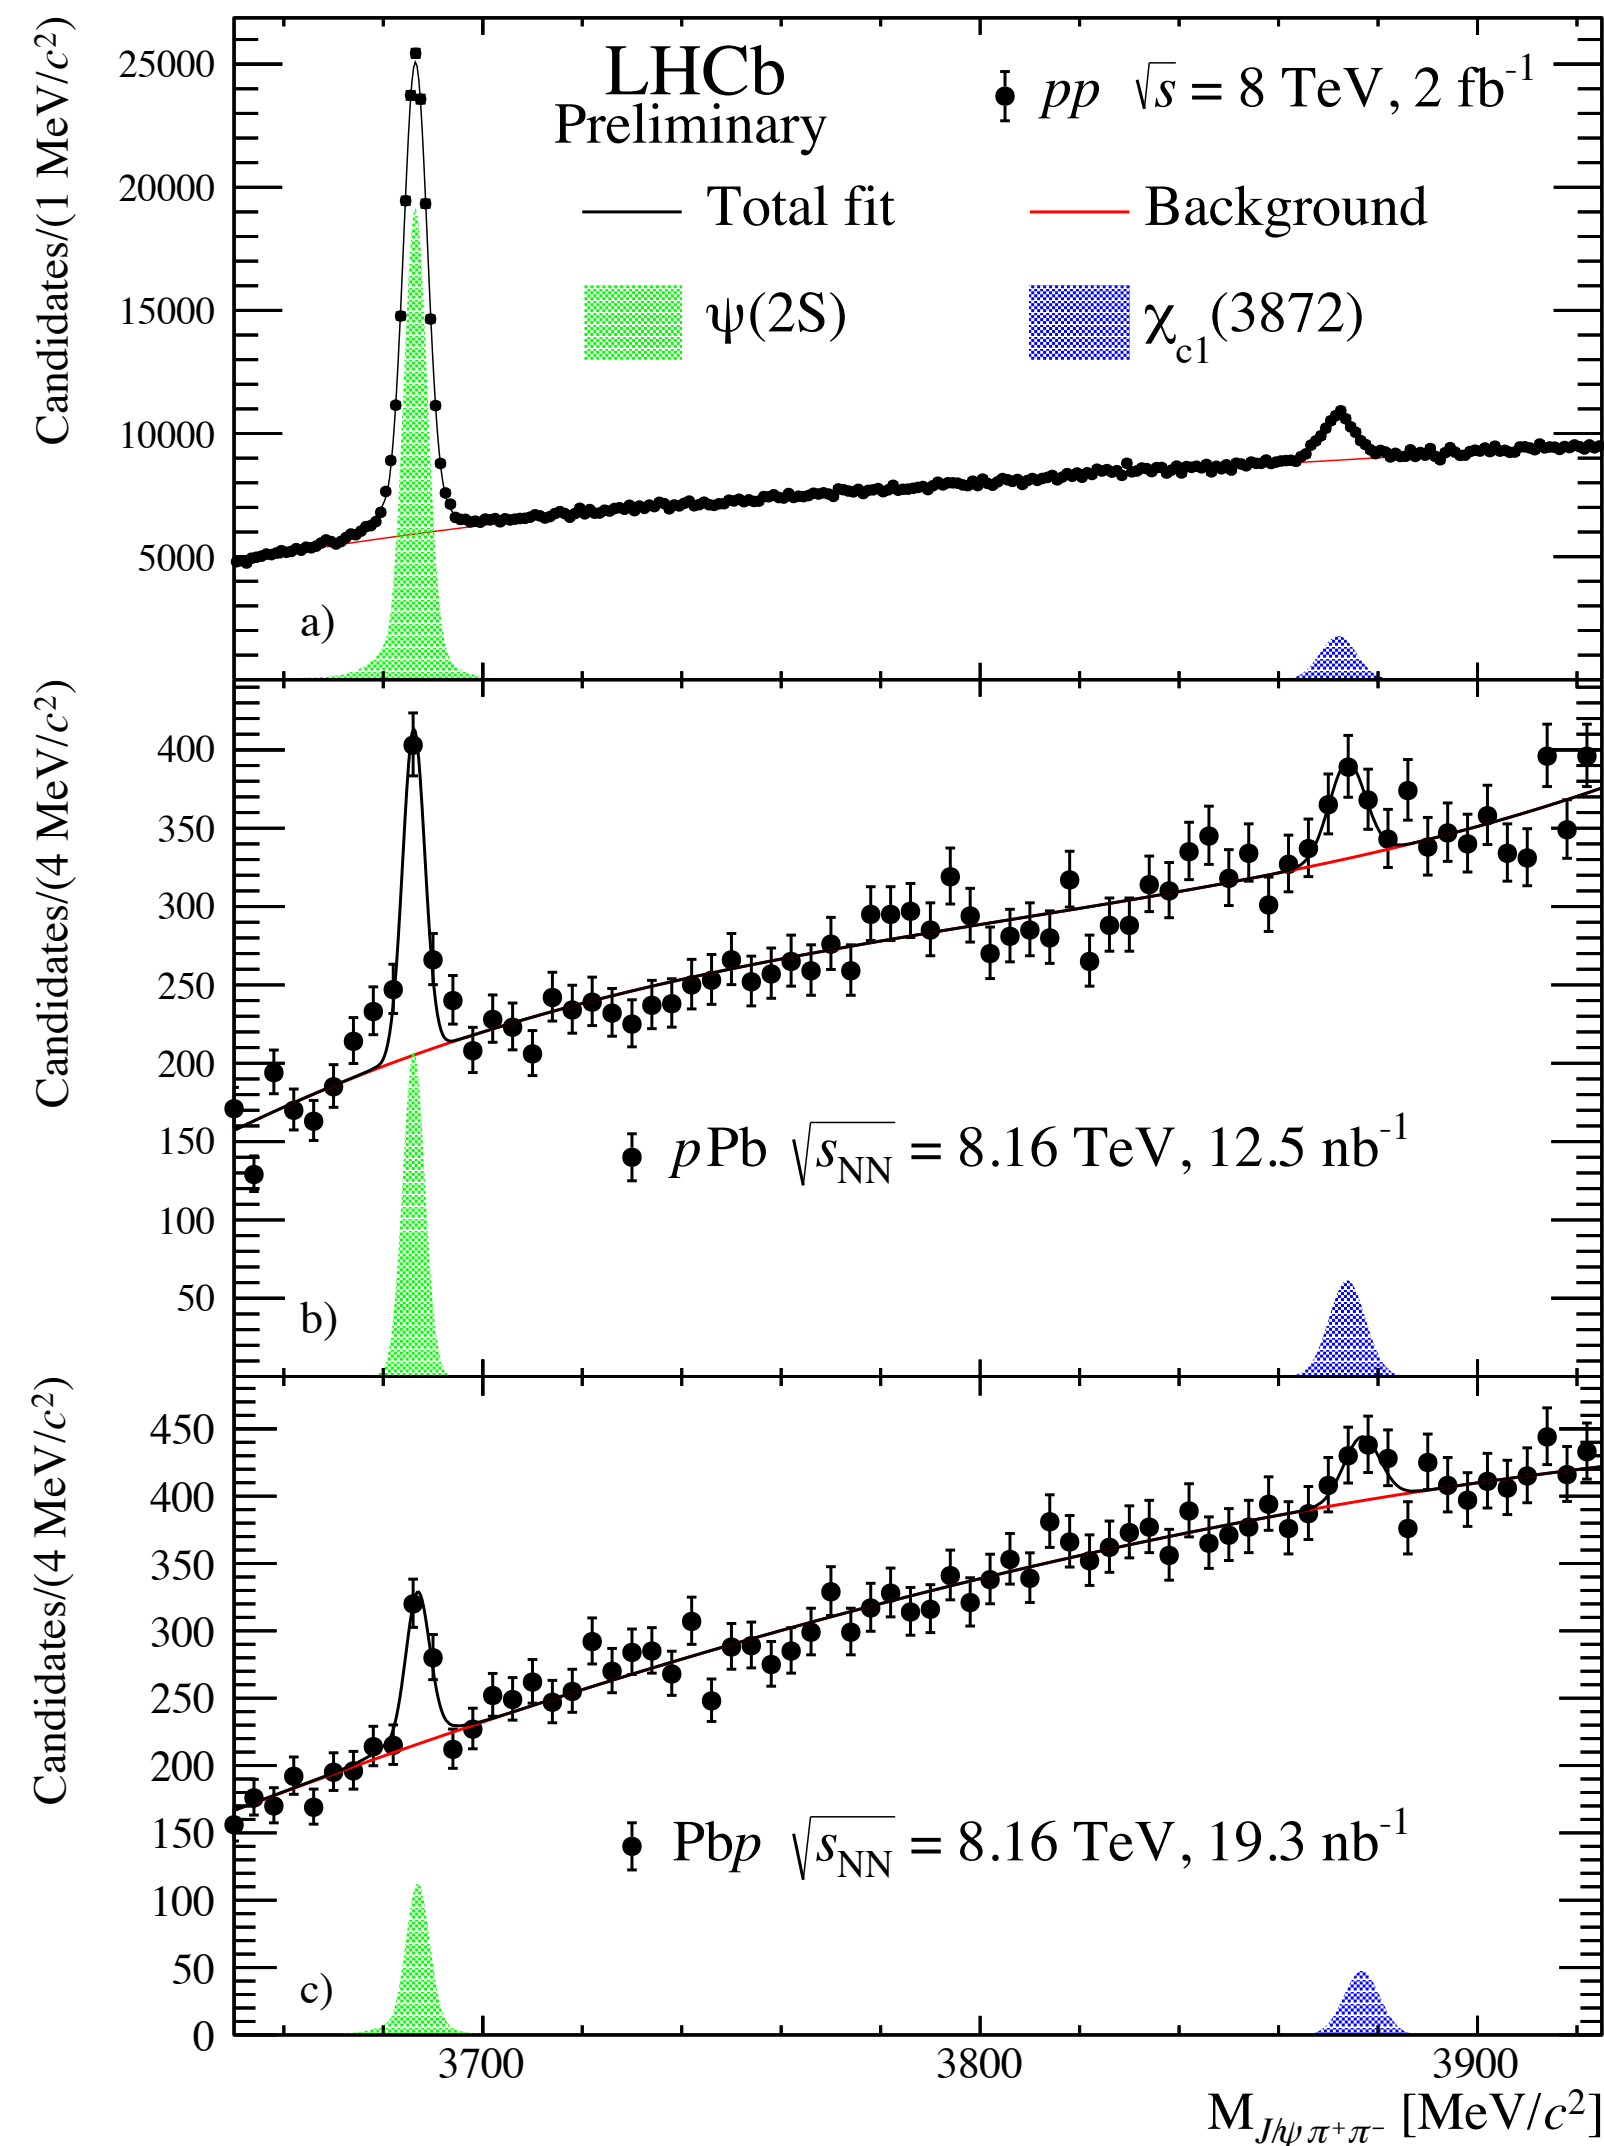 Candidates/(1 MeV/c²)
25000
20000
15000
10000
5000
LHCb
Preliminary
pp √s = 8 TeV, 2 fb⁻¹
Total fit
Background
ψ(2S)
χc1(3872)
a)
Candidates/(4 MeV/c²)
400
350
300
250
200
150
100
50
pPb √sNN = 8.16 TeV, 12.5 nb⁻¹
b)
Candidates/(4 MeV/c²)
450
400
350
300
250
200
150
100
50
0
Pbp √sNN = 8.16 TeV, 19.3 nb⁻¹
c)
3700 3800 3900
M J/ψ π⁺π⁻ [MeV/c²]